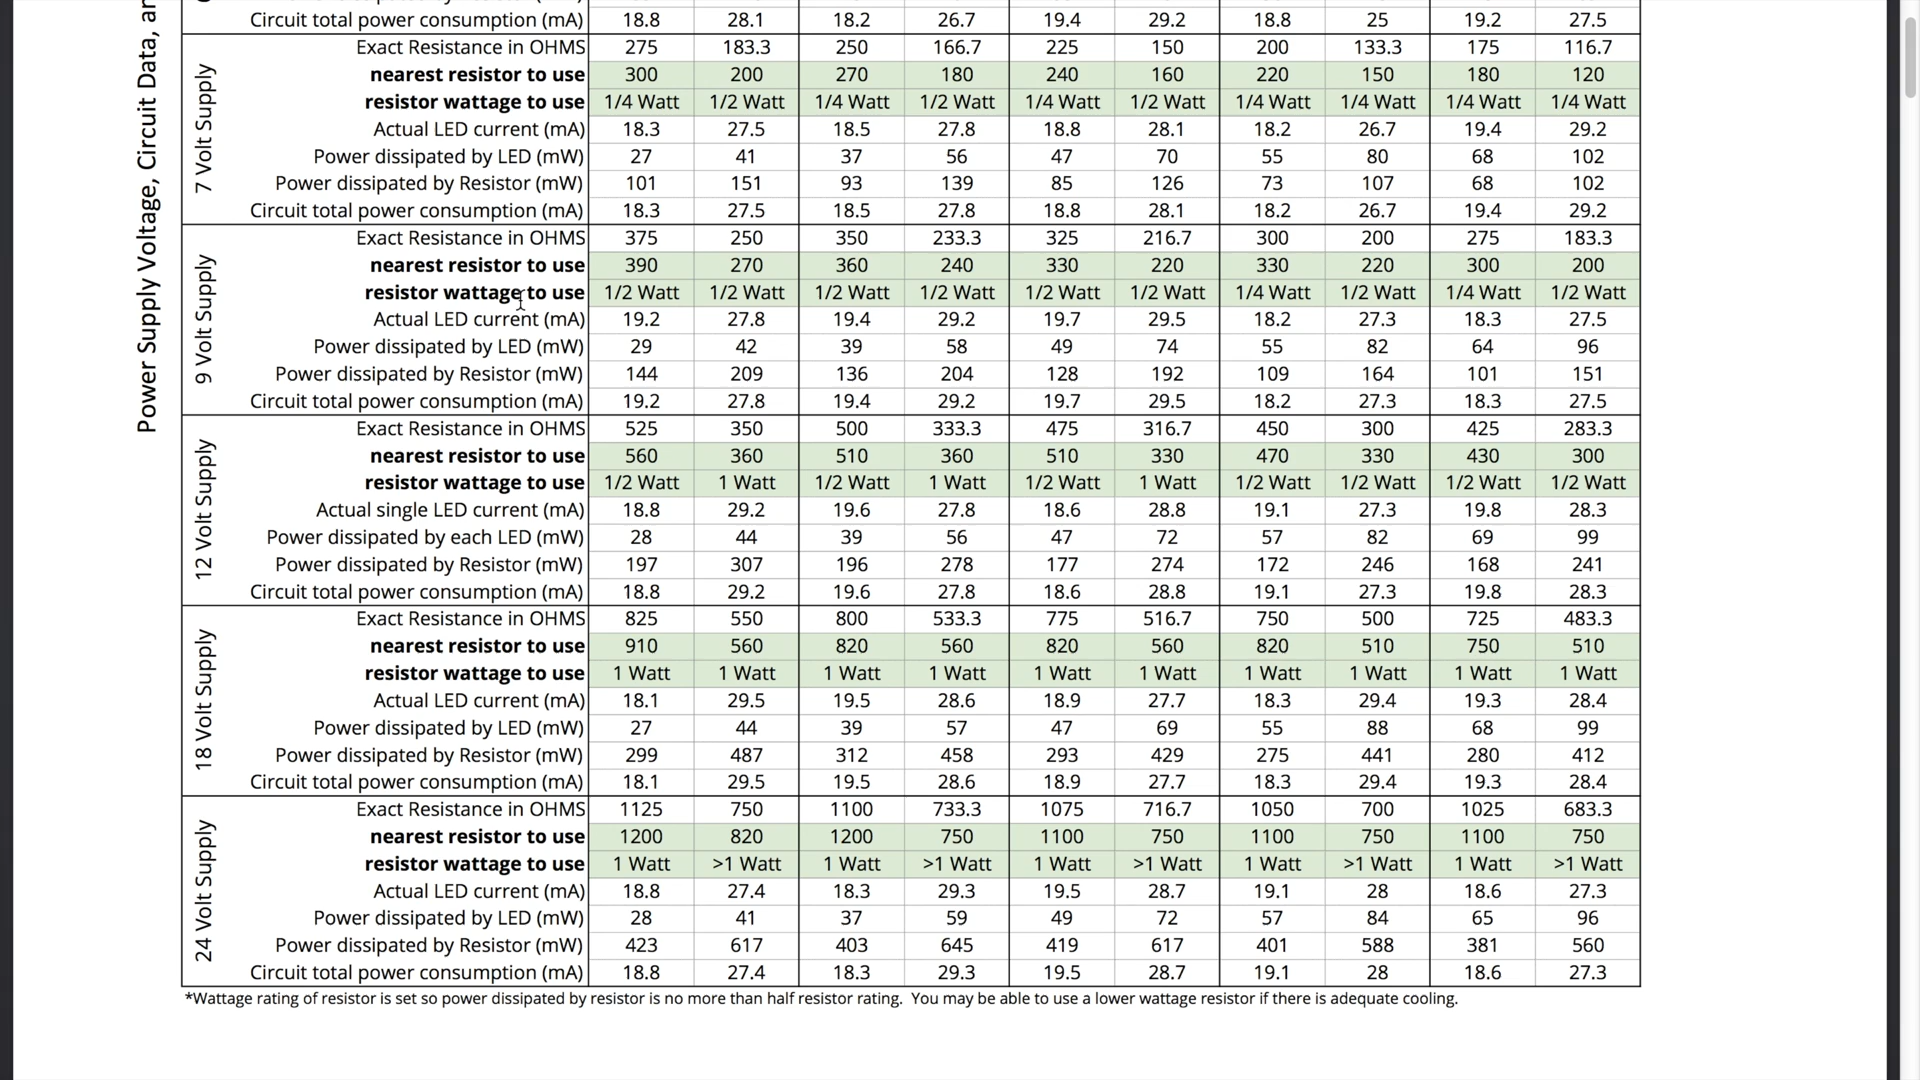 Power Supply Voltage, Circuit Data, ar
Circuit total power consumption (mA) 18.8 28.1 18.2 26.7 19.4 29.2 18.8 25 19.2 27.5
7 Volt Supply
Exact Resistance in OHMS 275 183.3 250 166.7 225 150 200 133.3 175 116.7
nearest resistor to use 300 200 270 180 240 160 220 150 180 120
resistor wattage to use 1/4 Watt 1/2 Watt 1/4 Watt 1/2 Watt 1/4 Watt 1/2 Watt 1/4 Watt 1/4 Watt 1/4 Watt 1/4 Watt
Actual LED current (mA) 18.3 27.5 18.5 27.8 18.8 28.1 18.2 26.7 19.4 29.2
Power dissipated by LED (mW) 27 41 37 56 47 70 55 80 68 102
Power dissipated by Resistor (mW) 101 151 93 139 85 126 73 107 68 102
Circuit total power consumption (mA) 18.3 27.5 18.5 27.8 18.8 28.1 18.2 26.7 19.4 29.2
9 Volt Supply
Exact Resistance in OHMS 375 250 350 233.3 325 216.7 300 200 275 183.3
nearest resistor to use 390 270 360 240 330 220 330 220 300 200
resistor wattage to use 1/2 Watt 1/2 Watt 1/2 Watt 1/2 Watt 1/2 Watt 1/2 Watt 1/4 Watt 1/2 Watt 1/4 Watt 1/2 Watt
Actual LED current (mA) 19.2 27.8 19.4 29.2 19.7 29.5 18.2 27.3 18.3 27.5
Power dissipated by LED (mW) 29 42 39 58 49 74 55 82 64 96
Power dissipated by Resistor (mW) 144 209 136 204 128 192 109 164 101 151
Circuit total power consumption (mA) 19.2 27.8 19.4 29.2 19.7 29.5 18.2 27.3 18.3 27.5
12 Volt Supply
Exact Resistance in OHMS 525 350 500 333.3 475 316.7 450 300 425 283.3
nearest resistor to use 560 360 510 360 510 330 470 330 430 300
resistor wattage to use 1/2 Watt 1 Watt 1/2 Watt 1 Watt 1/2 Watt 1 Watt 1/2 Watt 1/2 Watt 1/2 Watt 1/2 Watt
Actual single LED current (mA) 18.8 29.2 19.6 27.8 18.6 28.8 19.1 27.3 19.8 28.3
Power dissipated by each LED (mW) 28 44 39 56 47 72 57 82 69 99
Power dissipated by Resistor (mW) 197 307 196 278 177 274 172 246 168 241
Circuit total power consumption (mA) 18.8 29.2 19.6 27.8 18.6 28.8 19.1 27.3 19.8 28.3
18 Volt Supply
Exact Resistance in OHMS 825 550 800 533.3 775 516.7 750 500 725 483.3
nearest resistor to use 910 560 820 560 820 560 820 510 750 510
resistor wattage to use 1 Watt 1 Watt 1 Watt 1 Watt 1 Watt 1 Watt 1 Watt 1 Watt 1 Watt 1 Watt
Actual LED current (mA) 18.1 29.5 19.5 28.6 18.9 27.7 18.3 29.4 19.3 28.4
Power dissipated by LED (mW) 27 44 39 57 47 69 55 88 68 99
Power dissipated by Resistor (mW) 299 487 312 458 293 429 275 441 280 412
Circuit total power consumption (mA) 18.1 29.5 19.5 28.6 18.9 27.7 18.3 29.4 19.3 28.4
24 Volt Supply
Exact Resistance in OHMS 1125 750 1100 733.3 1075 716.7 1050 700 1025 683.3
nearest resistor to use 1200 820 1200 750 1100 750 1100 750 1100 750
resistor wattage to use 1 Watt >1 Watt 1 Watt >1 Watt 1 Watt >1 Watt 1 Watt >1 Watt 1 Watt >1 Watt
Actual LED current (mA) 18.8 27.4 18.3 29.3 19.5 28.7 19.1 28 18.6 27.3
Power dissipated by LED (mW) 28 41 37 59 49 72 57 84 65 96
Power dissipated by Resistor (mW) 423 617 403 645 419 617 401 588 381 560
Circuit total power consumption (mA) 18.8 27.4 18.3 29.3 19.5 28.7 19.1 28 18.6 27.3
*Wattage rating of resistor is set so power dissipated by resistor is no more than half resistor rating. You may be able to use a lower wattage resistor if there is adequate cooling.